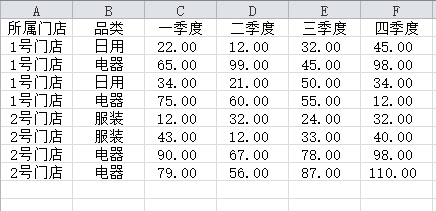 A B C D E F
所属门店 品类 一季度 二季度 三季度 四季度
1号门店 日用 22.00 12.00 32.00 45.00
1号门店 电器 65.00 99.00 45.00 98.00
1号门店 日用 34.00 21.00 50.00 34.00
1号门店 电器 75.00 60.00 55.00 12.00
2号门店 服装 12.00 32.00 24.00 32.00
2号门店 服装 43.00 12.00 33.00 40.00
2号门店 电器 90.00 67.00 78.00 98.00
2号门店 电器 79.00 56.00 87.00 110.00